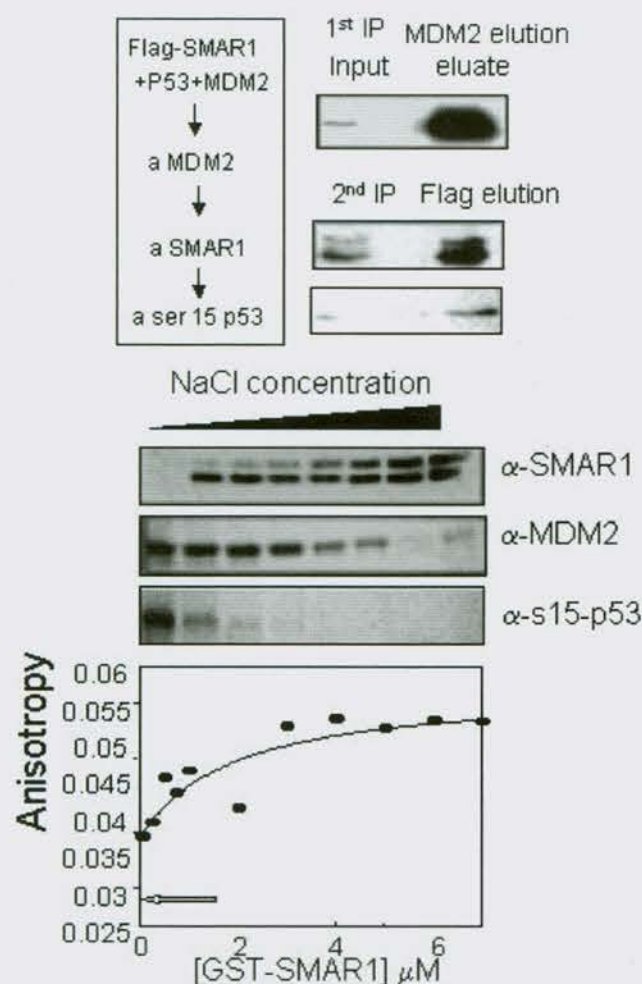 Flag-SMAR1
+P53+MDM2
a MDM2
a SMAR1
a ser 15 p53
1st IP MDM2 elution
Input eluate
2nd IP Flag elution
NaCl concentration
α-SMAR1
α-MDM2
α-s15-p53
Anisotropy
0.06
0.055
0.05
0.045
0.04
0.035
0.03
0.025
0 2 4 6
[GST-SMAR1] μM